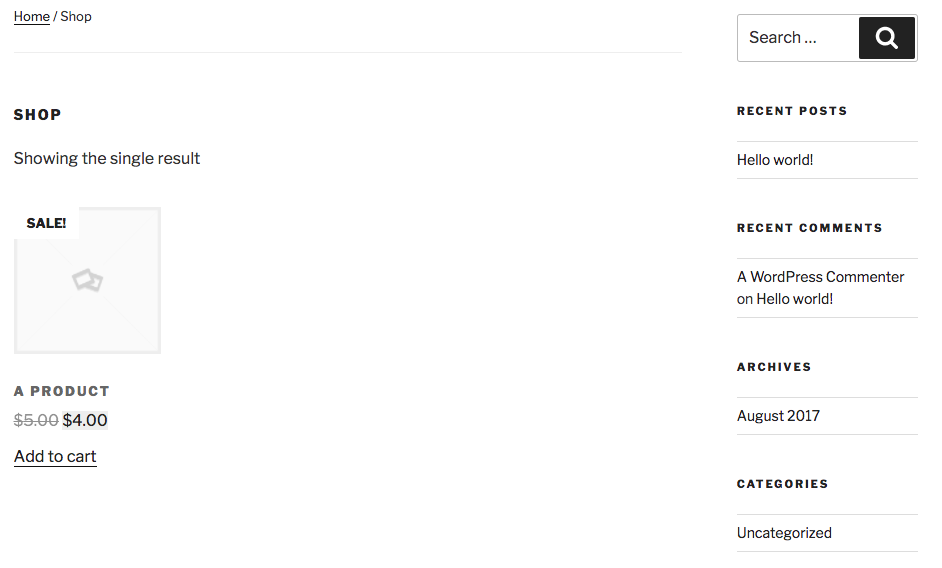 Home / Shop
SHOP
Showing the single result
SALE!
A PRODUCT
$5.00 $4.00
Add to cart
Search ...
RECENT POSTS
Hello world!
RECENT COMMENTS
A WordPress Commenter
on Hello world!
ARCHIVES
August 2017
CATEGORIES
Uncategorized